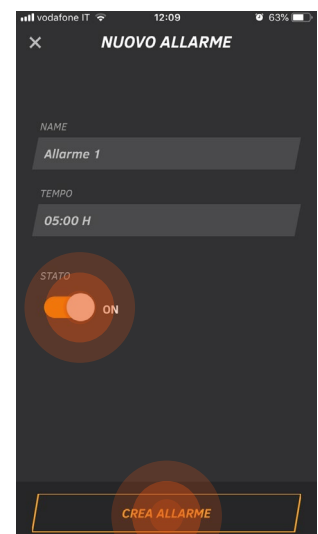 vodafone IT 12:09 63%
NUOVO ALLARME
NAME
Allarme 1
TEMPO
05:00 H
STATO
ON
CREA ALLARME